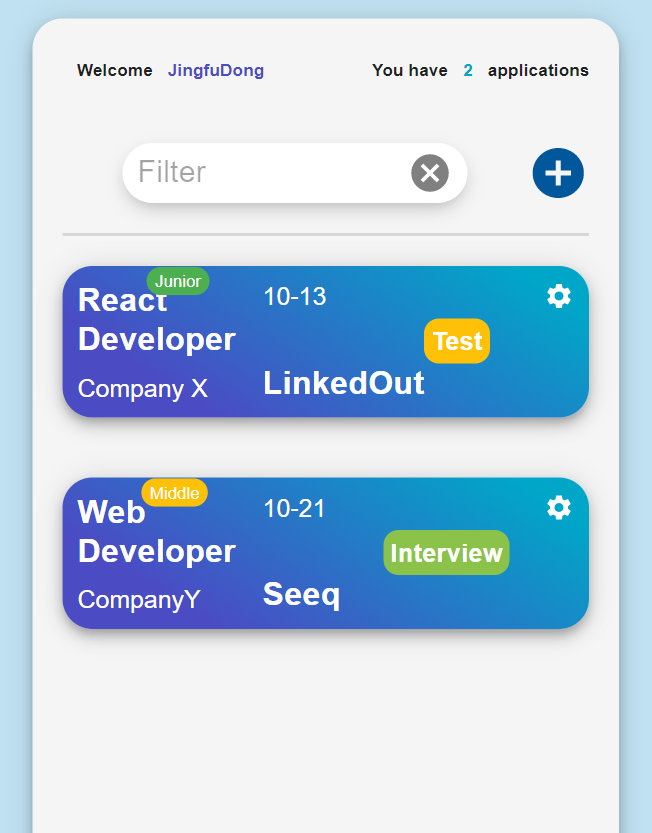 Welcome JingfuDong You have 2 applications
Filter
Junior
React
Developer
Company X
10-13
LinkedOut
Test
Middle
Web
Developer
CompanyY
10-21
Seeq
Interview